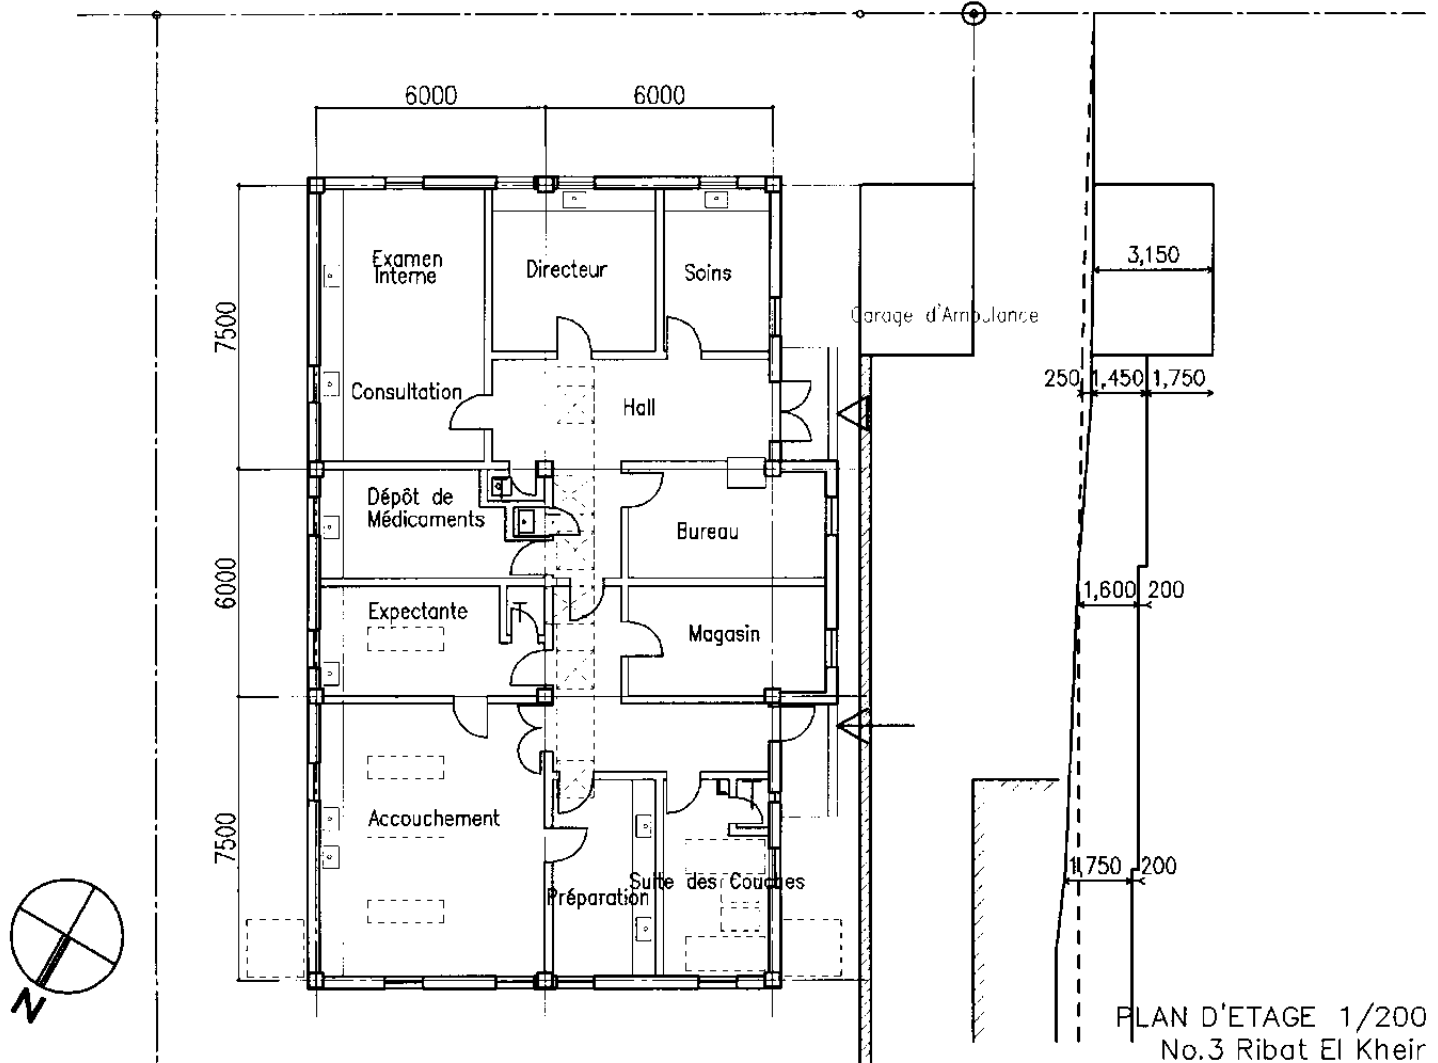 6000 6000
Examen
Interne
Directeur
Soins
3,150
7500
Garage d'Ambulance
250 1,450 1,750
Consultation
Hall
Dépôt de
Médicaments
Bureau
6000
1,600 200
Expectante
T
Magasin
7500
Accouchement
1,750 200
Suite des Couches
Préparation
N
PLAN D'ETAGE 1/200
No.3 Ribat El Kheir